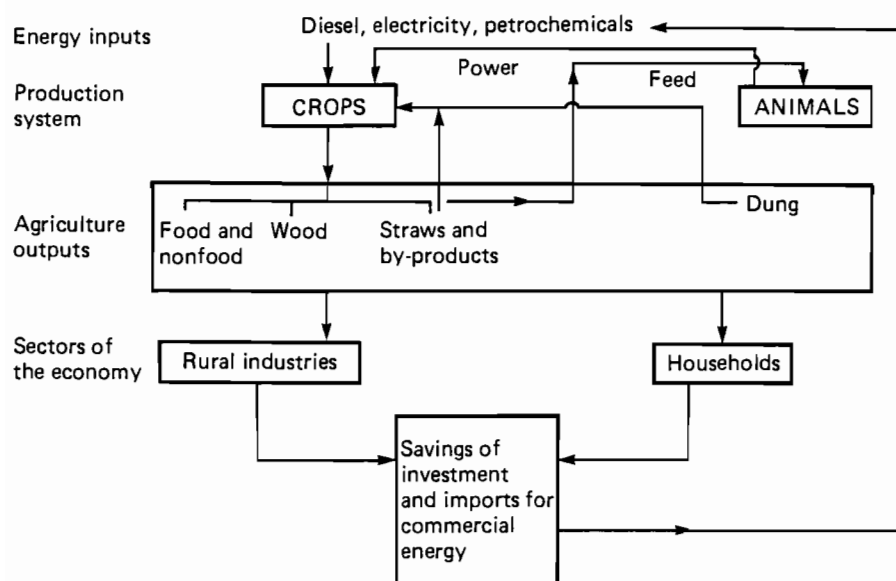 Energy inputs
Diesel, electricity, petrochemicals
Power
Feed
Production
system
CROPS
ANIMALS
Agriculture
outputs
Food and
nonfood
Wood
Straws and
by-products
Dung
Sectors of
the economy
Rural industries
Households
Savings of
investment
and imports for
commercial
energy